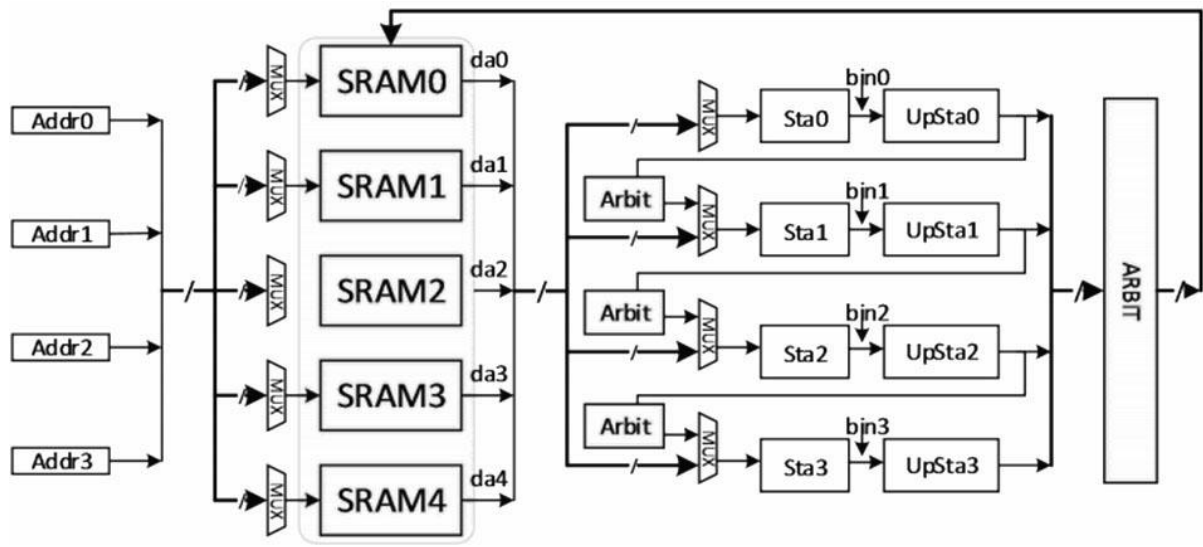 Addr0
Addr1
Addr2
Addr3
MUX
SRAM0
da0
MUX
SRAM1
da1
MUX
SRAM2
da2
MUX
SRAM3
da3
MUX
SRAM4
da4
MUX
Sta0
bin0
UpSta0
Arbit
MUX
Sta1
bin1
UpSta1
Arbit
MUX
Sta2
bin2
UpSta2
Arbit
MUX
Sta3
bin3
UpSta3
ARBIT